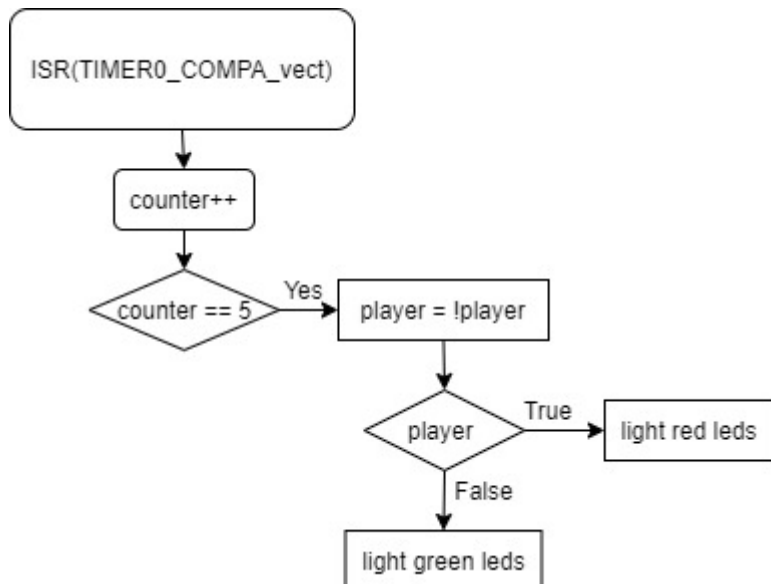 ISR(TIMER0_COMPA_vect)
counter++
counter == 5
Yes
player = !player
player
True
light red leds
False
light green leds